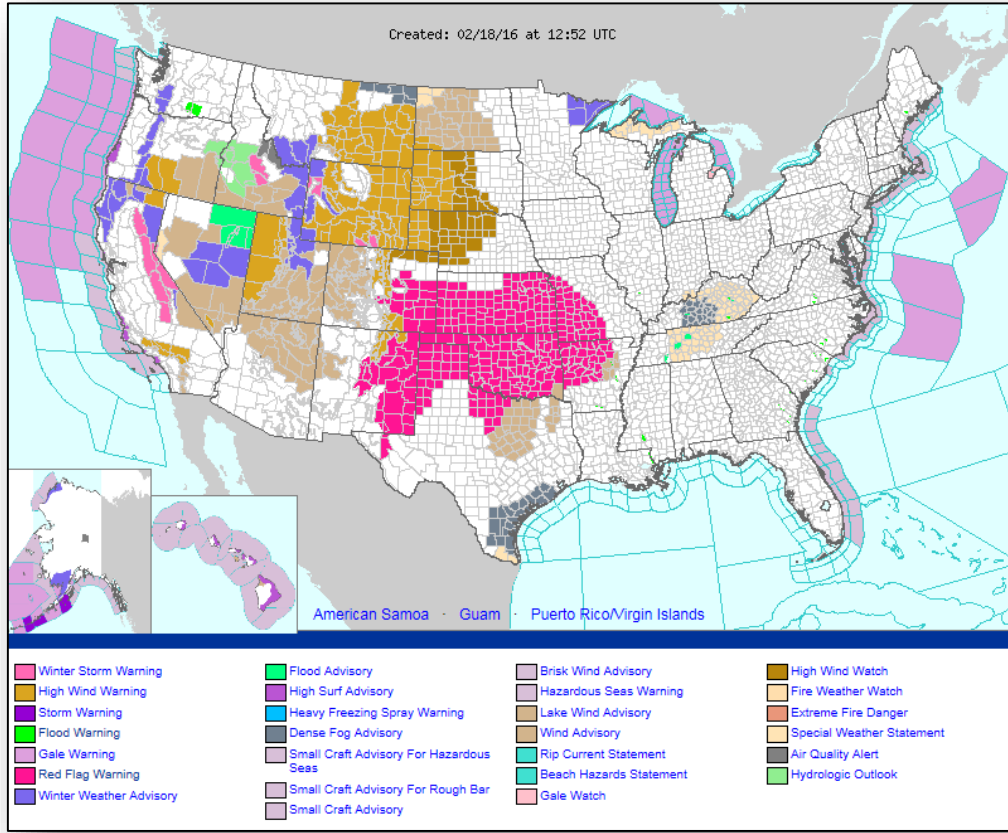 Created: 02/18/16 at 12:52 UTC
American Samoa · Guam · Puerto Rico/Virgin Islands
Winter Storm Warning
High Wind Warning
Storm Warning
Flood Warning
Gale Warning
Red Flag Warning
Winter Weather Advisory
Flood Advisory
High Surf Advisory
Heavy Freezing Spray Warning
Dense Fog Advisory
Small Craft Advisory For Hazardous
Seas
Small Craft Advisory For Rough Bar
Small Craft Advisory
Brisk Wind Advisory
Hazardous Seas Warning
Lake Wind Advisory
Wind Advisory
Rip Current Statement
Beach Hazards Statement
Gale Watch
High Wind Watch
Fire Weather Watch
Extreme Fire Danger
Special Weather Statement
Air Quality Alert
Hydrologic Outlook